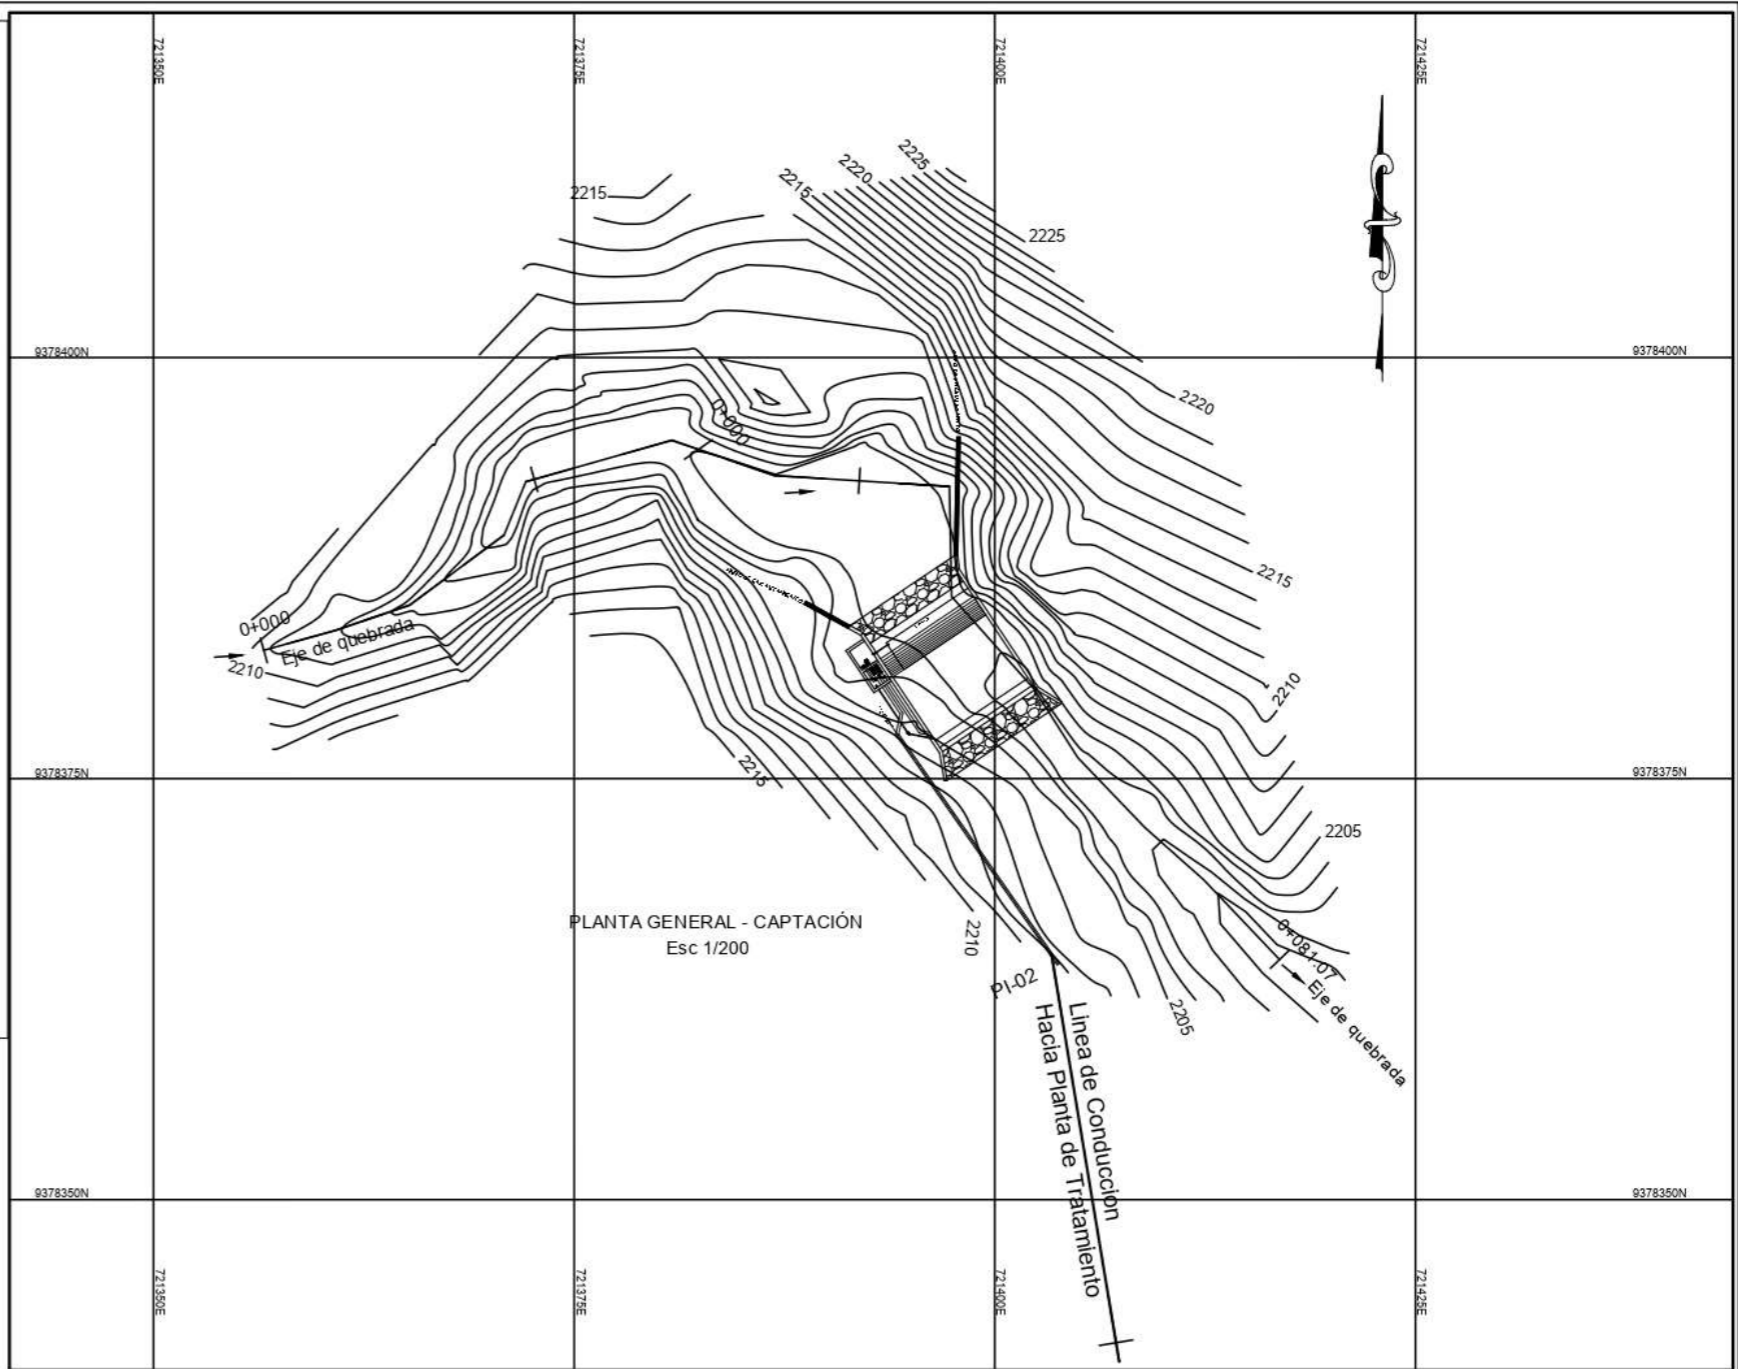 721350E
721375E
721400E
721425E
2225
2220
2215
2215
2225
9378400N
9378400N
2220
0+000
2215
0+000
Eje de quebrada
2210
2210
2215
9378375N
9378375N
2205
PLANTA GENERAL - CAPTACIÓN
Esc 1/200
2210
0+081.07
PI-02
Eje de quebrada
2205
Linea de Conduccion
Hacia Planta de Tratamiento
9378350N
9378350N
721350E
721375E
721400E
721425E